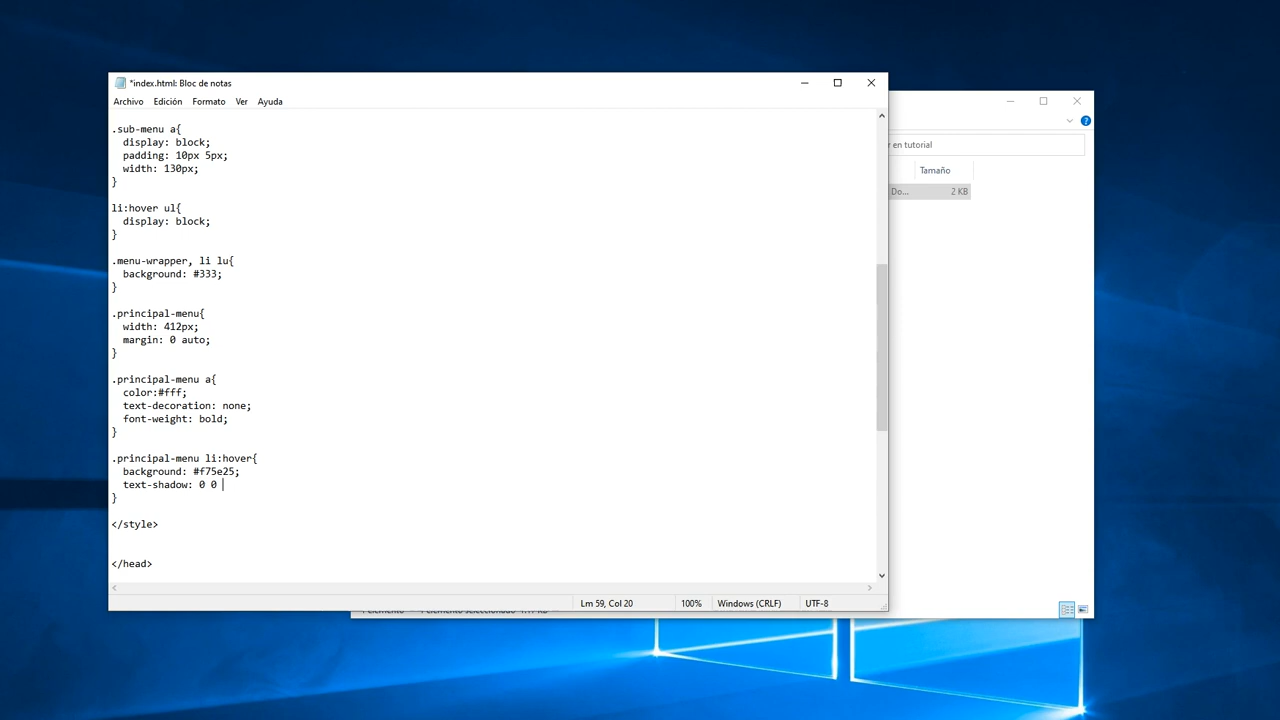 *index.html: Bloc de notas
Archivo Edición Formato Ver Ayuda
.sub-menu a{
display: block;
padding: 10px 5px;
width: 130px;
}
li:hover ul{
display: block;
}
.menu-wrapper, li lu{
background: #333;
}
.principal-menu{
width: 412px;
margin: 0 auto;
}
.principal-menu a{
color:#fff;
text-decoration: none;
font-weight: bold;
}
.principal-menu li:hover{
background: #f75e25;
text-shadow: 0 0
}
</style>
</head>
Lm 59, Col 20 100% Windows (CRLF) UTF-8
r en tutorial
Tamaño
Do... 2 KB